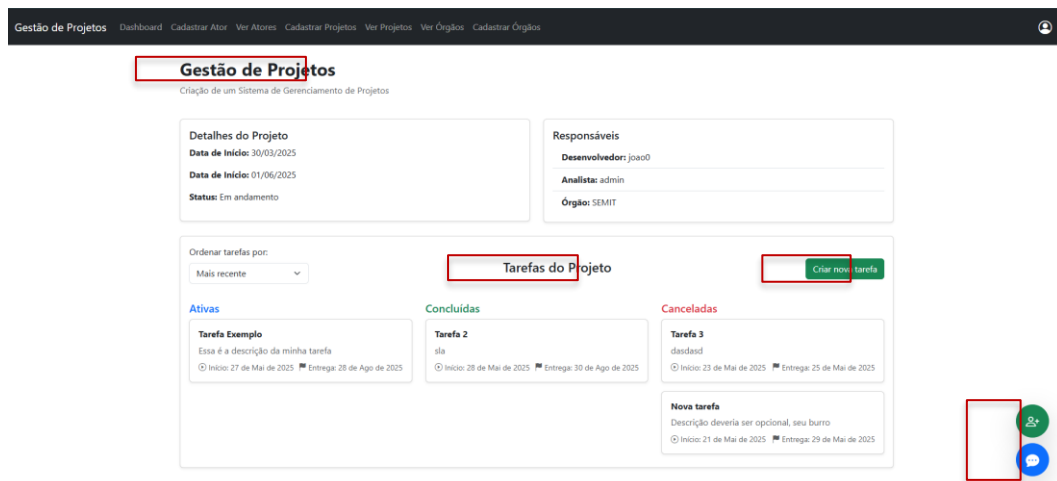 Gestão de Projetos Dashboard Cadastrar Ator Ver Atores Cadastrar Projetos Ver Projetos Ver Órgãos Cadastrar Órgãos
Gestão de Projetos
Criação de um Sistema de Gerenciamento de Projetos
Detalhes do Projeto
Data de Início: 30/03/2025
Data de Início: 01/06/2025
Status: Em andamento
Responsáveis
Desenvolvedor: joao0
Analista: admin
Órgão: SEMIT
Ordenar tarefas por:
Mais recente
Tarefas do Projeto
Criar nova tarefa
Ativas
Tarefa Exemplo
Essa é a descrição da minha tarefa
Início: 27 de Mai de 2025 Entrega: 28 de Ago de 2025
Concluídas
Tarefa 2
sla
Início: 28 de Mai de 2025 Entrega: 30 de Ago de 2025
Canceladas
Tarefa 3
dasdasd
Início: 23 de Mai de 2025 Entrega: 25 de Mai de 2025
Nova tarefa
Descrição deveria ser opcional, seu burro
Início: 21 de Mai de 2025 Entrega: 29 de Mai de 2025